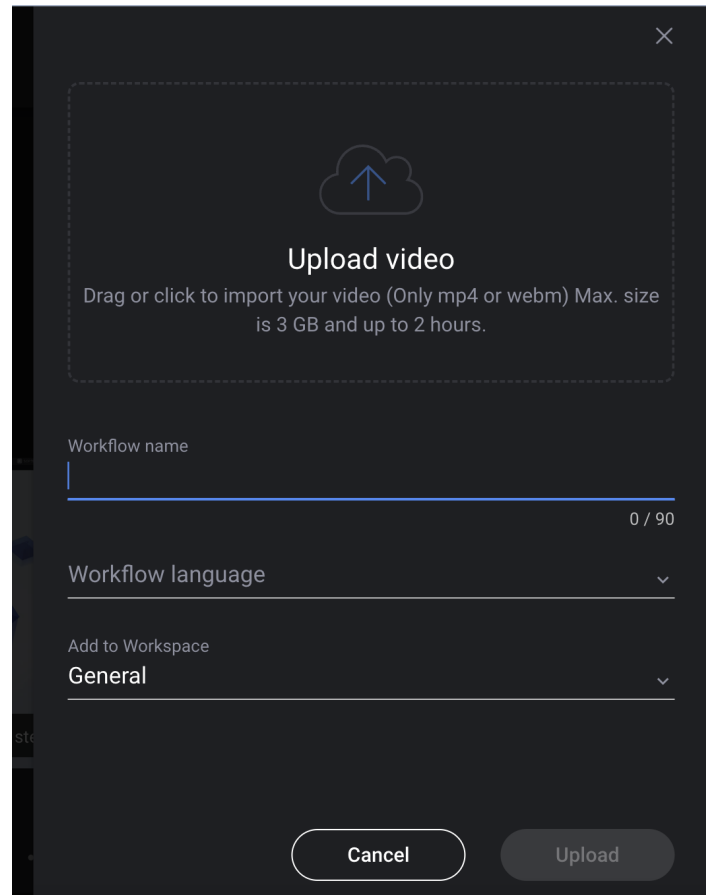 Upload video
Drag or click to import your video (Only mp4 or webm) Max. size
is 3 GB and up to 2 hours.
Workflow name
0 / 90
Workflow language
Add to Workspace
General
ste
Cancel
Upload